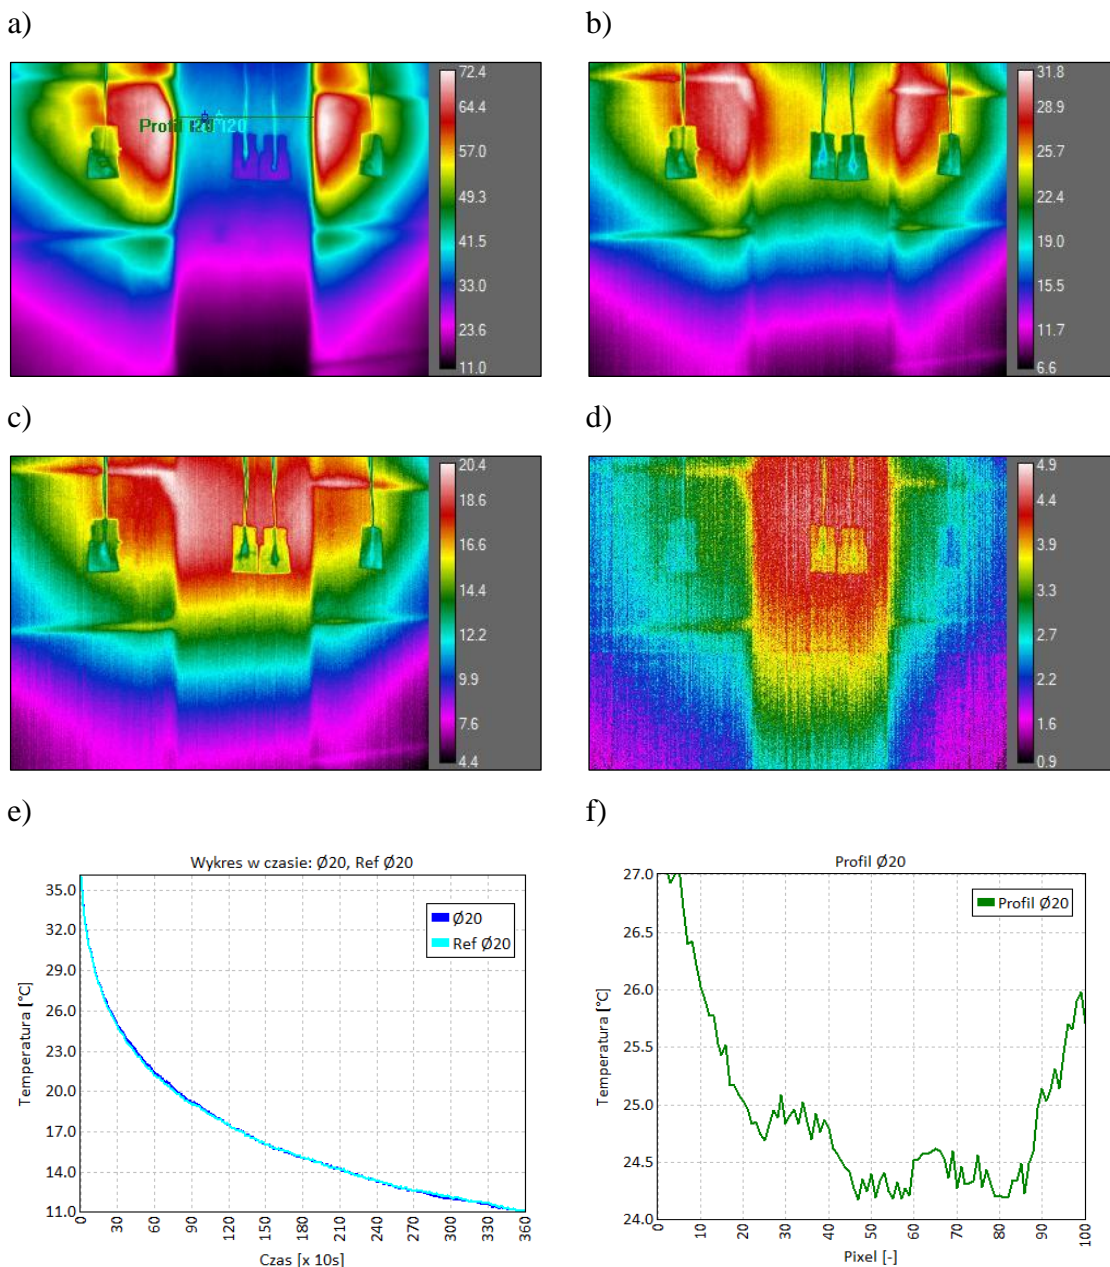 a)
b)
72.4
64.4
57.0
49.3
41.5
33.0
23.6
11.0
Profil
120
31.8
28.9
25.7
22.4
19.0
15.5
11.7
6.6
c)
d)
20.4
18.6
16.6
14.4
12.2
9.9
7.6
4.4
4.9
4.4
3.9
3.3
2.7
2.2
1.6
0.9
e)
f)
Wykres w czasie: Ø20, Ref Ø20
35.0
32.0
29.0
26.0
23.0
20.0
17.0
14.0
11.0
Temperatura [°C]
Ø20
Ref Ø20
0 30 60 90 120 150 180 210 240 270 300 330 360
Czas [x 10s]
Profil Ø20
27.0
26.5
26.0
25.5
25.0
24.5
24.0
Temperatura [°C]
Profil Ø20
0 10 20 30 40 50 60 70 80 90 100
Pixel [-]